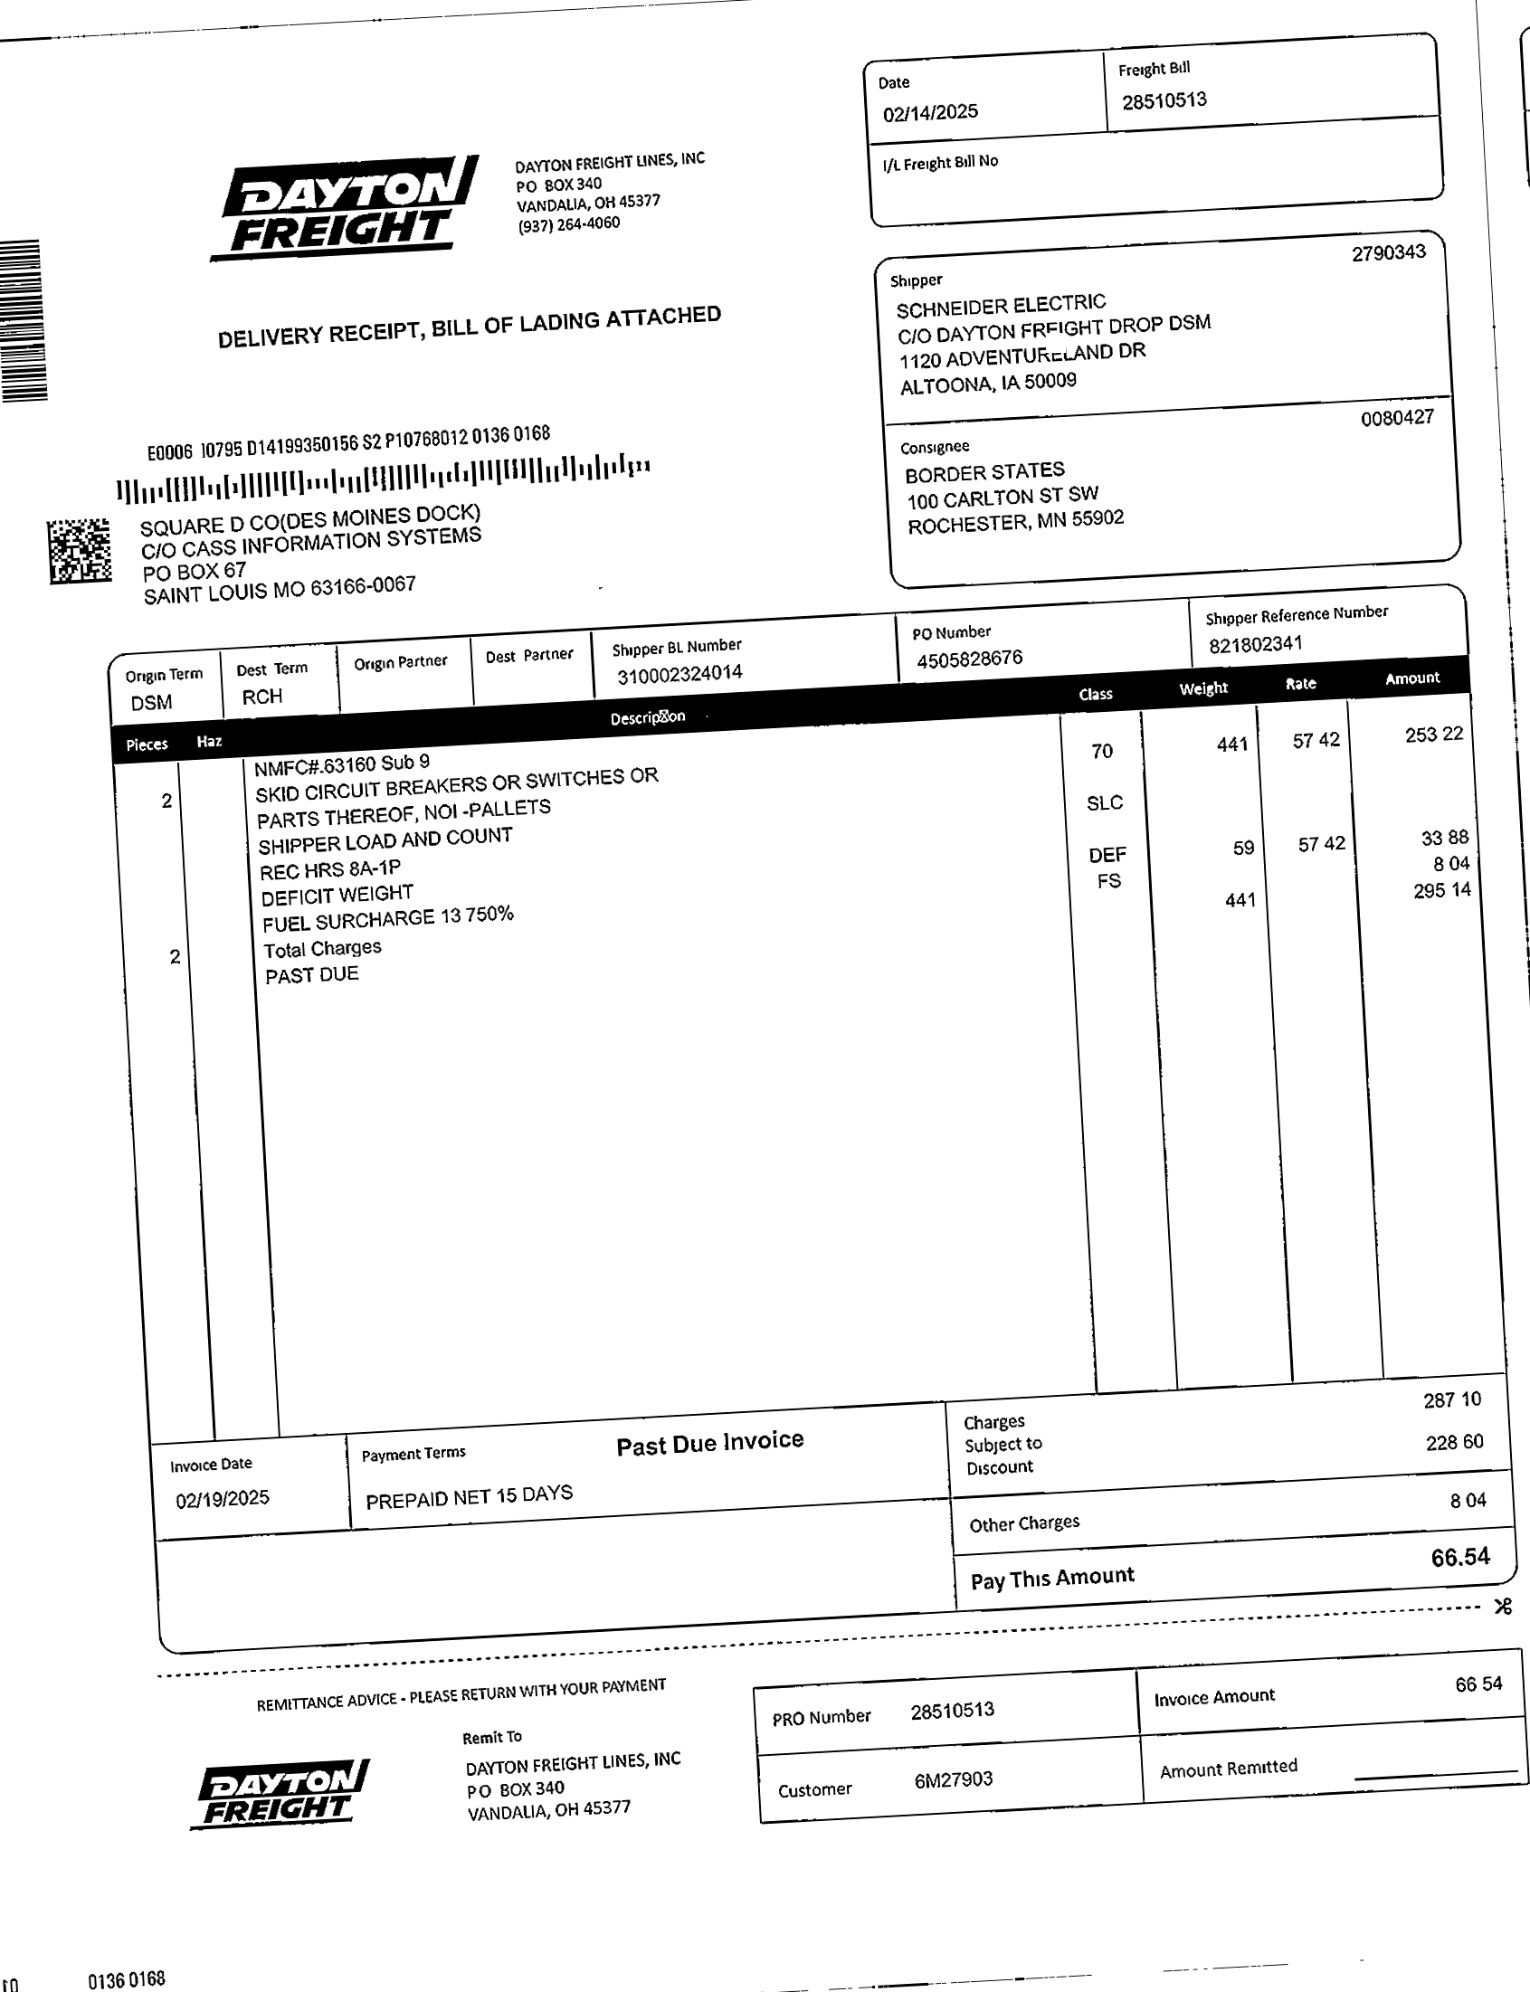 Date
02/14/2025
Freight Bill
28510513
I/L Freight Bill No
DAYTON
FREIGHT
DAYTON FREIGHT LINES, INC
PO BOX 340
VANDALIA, OH 45377
(937) 264-4060
DELIVERY RECEIPT, BILL OF LADING ATTACHED
2790343
Shipper
SCHNEIDER ELECTRIC
C/O DAYTON FREIGHT DROP DSM
1120 ADVENTURELAND DR
ALTOONA, IA 50009
0080427
Consignee
BORDER STATES
100 CARLTON ST SW
ROCHESTER, MN 55902
E0006 I0795 D14199350156 S2 P10768012 0136 0168
SQUARE D CO(DES MOINES DOCK)
C/O CASS INFORMATION SYSTEMS
PO BOX 67
SAINT LOUIS MO 63166-0067
Origin Term
DSM
Dest Term
RCH
Origin Partner
Dest Partner
Shipper BL Number
310002324014
PO Number
4505828676
Shipper Reference Number
821802341
Pieces Haz Description Class Weight Rate Amount
NMFC#.63160 Sub 9 70 441 57 42 253 22
2 SKID CIRCUIT BREAKERS OR SWITCHES OR
PARTS THEREOF, NOI -PALLETS SLC
SHIPPER LOAD AND COUNT
REC HRS 8A-1P
DEFICIT WEIGHT DEF 59 57 42 33 88
FUEL SURCHARGE 13 750% FS 8 04
2 Total Charges 441 295 14
PAST DUE
Invoice Date
02/19/2025
Payment Terms
Past Due Invoice
PREPAID NET 15 DAYS
Charges 287 10
Subject to
Discount 228 60
Other Charges 8 04
Pay This Amount 66.54
REMITTANCE ADVICE - PLEASE RETURN WITH YOUR PAYMENT
DAYTON
FREIGHT
Remit To
DAYTON FREIGHT LINES, INC
PO BOX 340
VANDALIA, OH 45377
PRO Number 28510513
Invoice Amount 66 54
Customer 6M27903
Amount Remitted
0136 0168